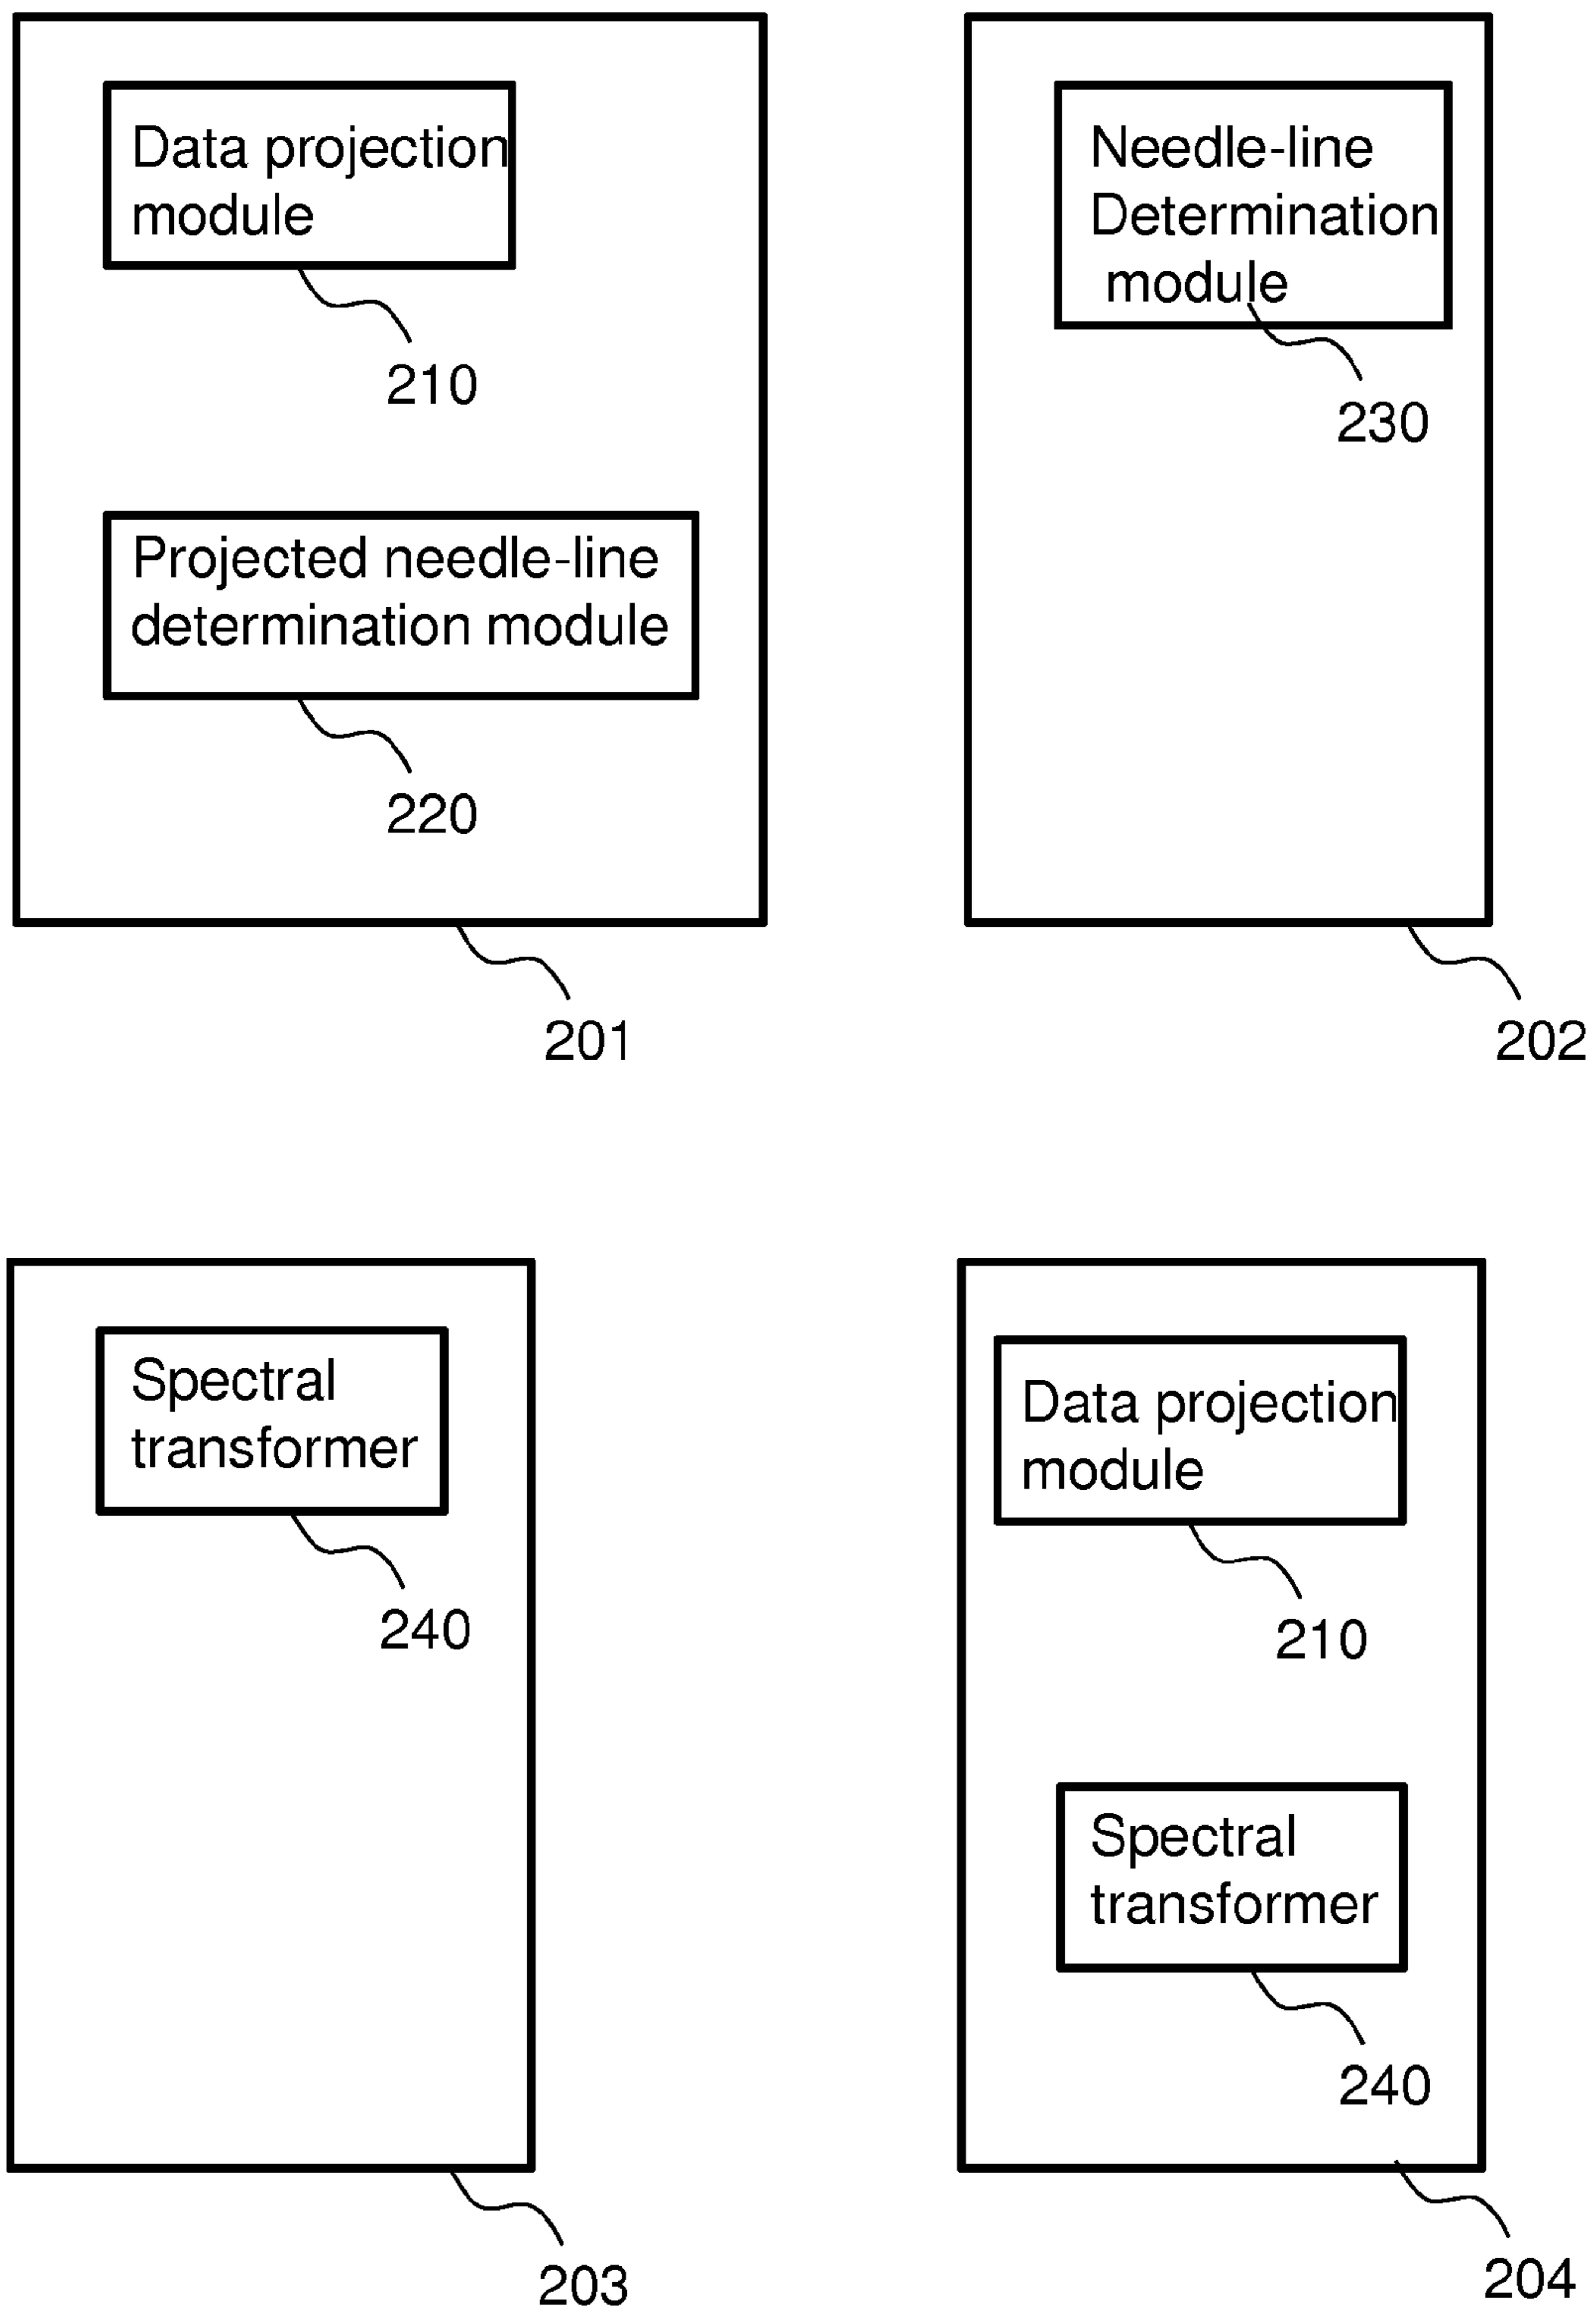 Data projection
module
210
Projected needle-line
determination module
220
201
Needle-line
Determination
module
230
202
Spectral
transformer
240
203
Data projection
module
210
Spectral
transformer
240
204